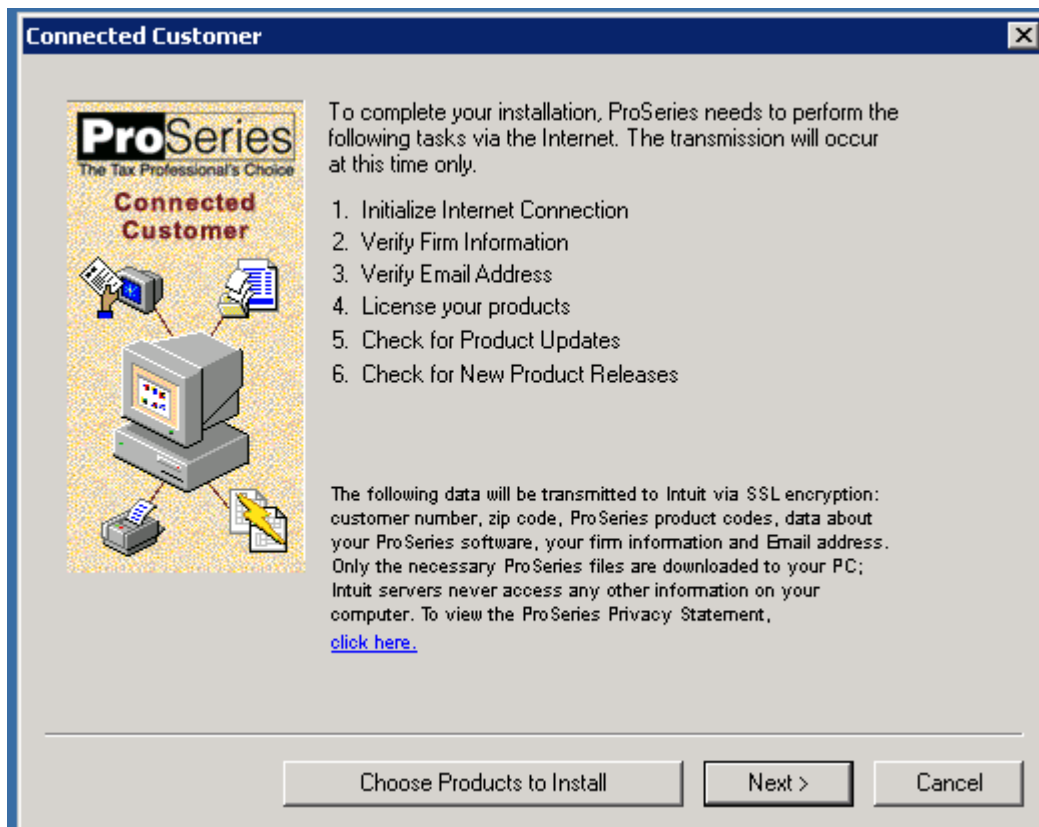 Connected Customer
ProSeries
The Tax Professional's Choice
Connected
Customer
To complete your installation, ProSeries needs to perform the
following tasks via the Internet. The transmission will occur
at this time only.
1. Initialize Internet Connection
2. Verify Firm Information
3. Verify Email Address
4. License your products
5. Check for Product Updates
6. Check for New Product Releases
The following data will be transmitted to Intuit via SSL encryption:
customer number, zip code, ProSeries product codes, data about
your ProSeries software, your firm information and Email address.
Only the necessary ProSeries files are downloaded to your PC;
Intuit servers never access any other information on your
computer. To view the ProSeries Privacy Statement,
click here.
Choose Products to Install
Next >
Cancel